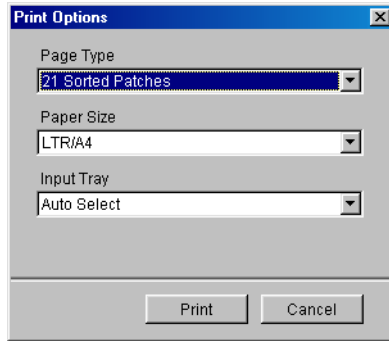 Print Options
Page Type
21 Sorted Patches
Paper Size
LTR/A4
Input Tray
Auto Select
Print Cancel